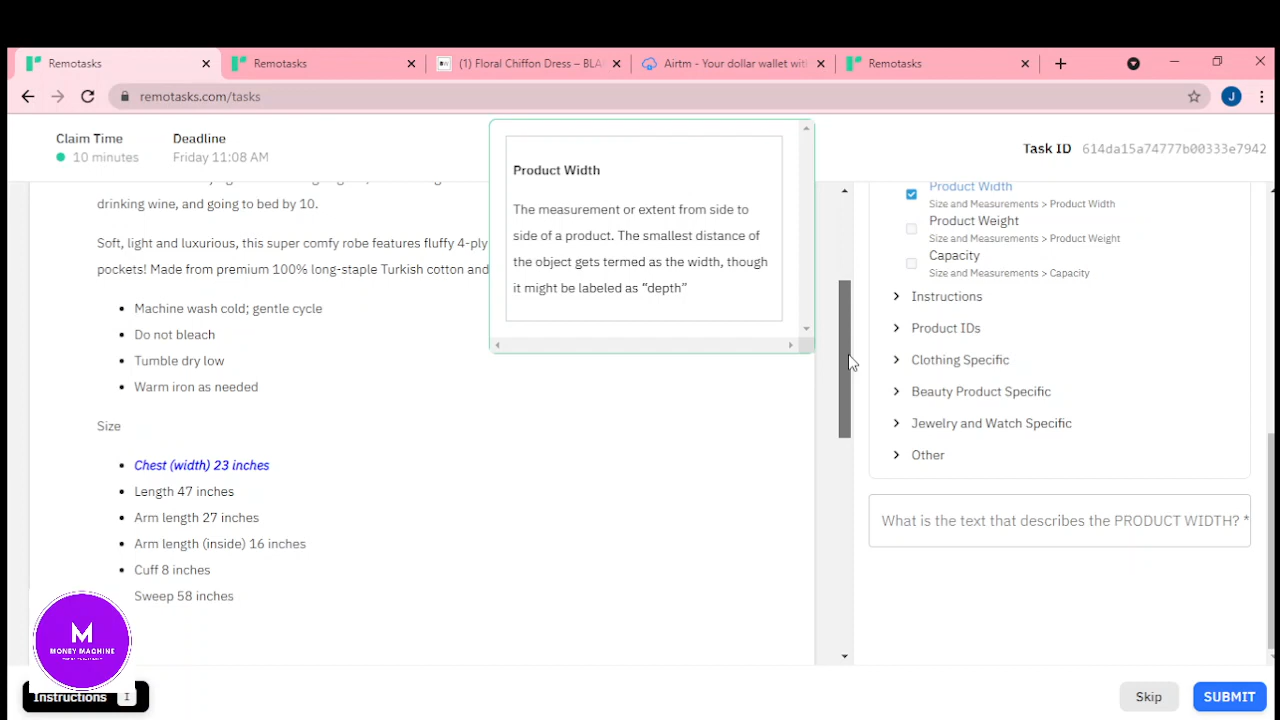 Remotasks
Remotasks
(1) Floral Chiffon Dress – BLA
Airtm - Your dollar wallet wit
Remotasks
remotasks.com/tasks
J
Claim Time
10 minutes
Deadline
Friday 11:08 AM
Task ID 614da15a74777b00333e7942
drinking wine, and going to bed by 10.
Soft, light and luxurious, this super comfy robe features fluffy 4-ply
pockets! Made from premium 100% long-staple Turkish cotton and
Machine wash cold; gentle cycle
Do not bleach
Tumble dry low
Warm iron as needed
Size
Chest (width) 23 inches
Length 47 inches
Arm length 27 inches
Arm length (inside) 16 inches
Cuff 8 inches
Sweep 58 inches
Product Width
The measurement or extent from side to
side of a product. The smallest distance of
the object gets termed as the width, though
it might be labeled as “depth”
Product Width
Size and Measurements > Product Width
Product Weight
Size and Measurements > Product Weight
Capacity
Size and Measurements > Capacity
Instructions
Product IDs
Clothing Specific
Beauty Product Specific
Jewelry and Watch Specific
Other
What is the text that describes the PRODUCT WIDTH? *
M
MONEY MACHINE
Instructions I
Skip
SUBMIT